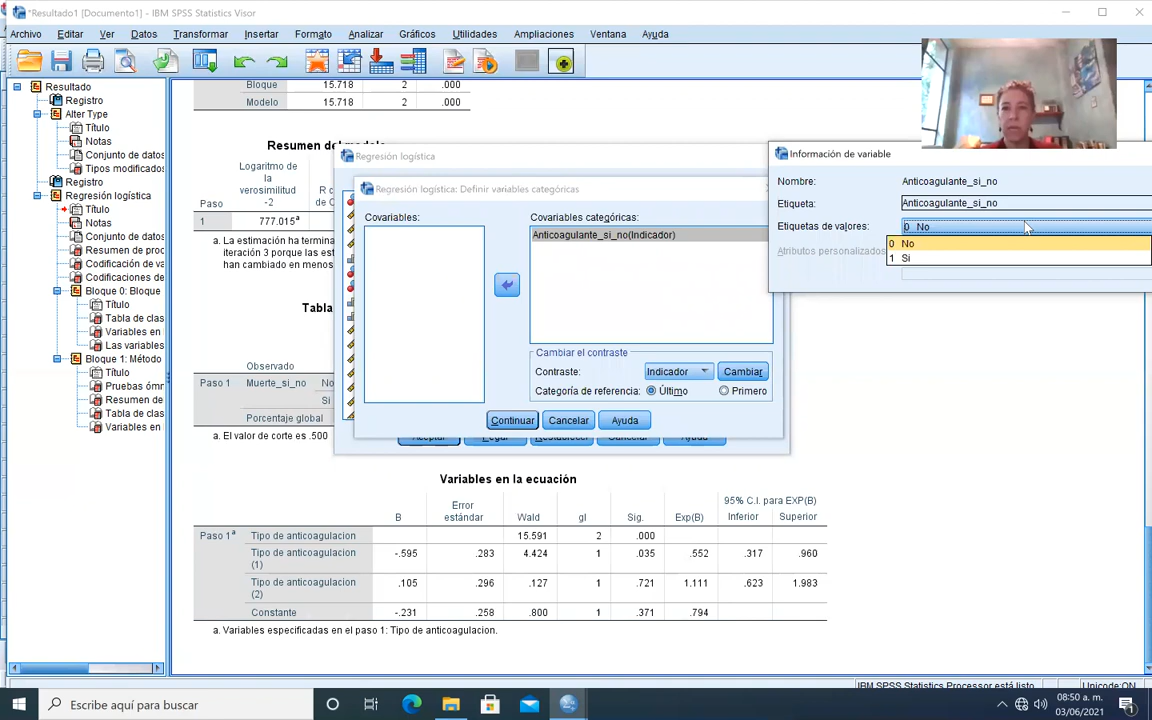 *Resultado1 [Documento1] - IBM SPSS Statistics Visor
Archivo Editar Ver Datos Transformar Insertar Formato Analizar Gráficos Utilidades Ampliaciones Ventana Ayuda
Resultado
Registro
Alter Type
Título
Notas
Conjunto de datos
Tipos modificados
Registro
Regresión logística
Título
Notas
Conjunto de datos
Resumen de proc
Codificación de va
Codificaciones de
Bloque 0: Bloque
Título
Tabla de clas
Variables en
Las variables
Bloque 1: Método
Título
Pruebas ómn
Resumen de
Tabla de clas
Variables en
Bloque 15.718 2 .000
Modelo 15.718 2 .000
Resumen del modelo
Logaritmo de
la
verosimilitud
Paso -2 R c
de C
1 777.015ª
a. La estimación ha termina
iteración 3 porque las est
han cambiado en menos
Tabla
Observado
Paso 1 Muerte_si_no No
Si
Porcentaje global
a. El valor de corte es .500
Regresión logística
Regresión logística: Definir variables categóricas
Covariables: Covariables categóricas:
Anticoagulante_si_no(Indicador)
Cambiar el contraste
Contraste: Indicador Cambiar
Categoría de referencia: Último Primero
Continuar Cancelar Ayuda
Aceptar Pegar Restablecer Cancelar Ayuda
Información de variable
Nombre: Anticoagulante_si_no
Etiqueta: Anticoagulante_si_no
Etiquetas de valores: 0 No
0 No
1 Si
Atributos personalizados
Variables en la ecuación
95% C.I. para EXP(B)
B Error estándar Wald gl Sig. Exp(B) Inferior Superior
Paso 1ª Tipo de anticoagulacion 15.591 2 .000
Tipo de anticoagulacion (1) -.595 .283 4.424 1 .035 .552 .317 .960
Tipo de anticoagulacion (2) .105 .296 .127 1 .721 1.111 .623 1.983
Constante -.231 .258 .800 1 .371 .794
a. Variables especificadas en el paso 1: Tipo de anticoagulacion.
IBM SPSS Statistics Processor está listo Unicode:ON
Escribe aquí para buscar
08:50 a. m.
03/06/2021
1